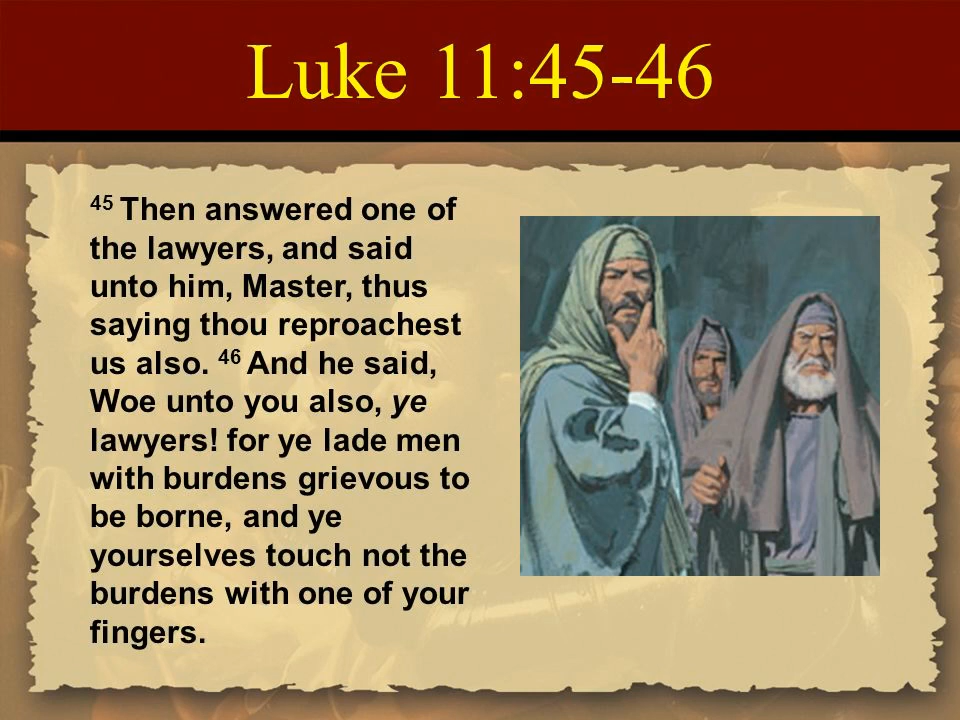 Luke 11:45-46
45 Then answered one of
the lawyers, and said
unto him, Master, thus
saying thou reproachest
us also. 46 And he said,
Woe unto you also, ye
lawyers! for ye lade men
with burdens grievous to
be borne, and ye
yourselves touch not the
burdens with one of your
fingers.